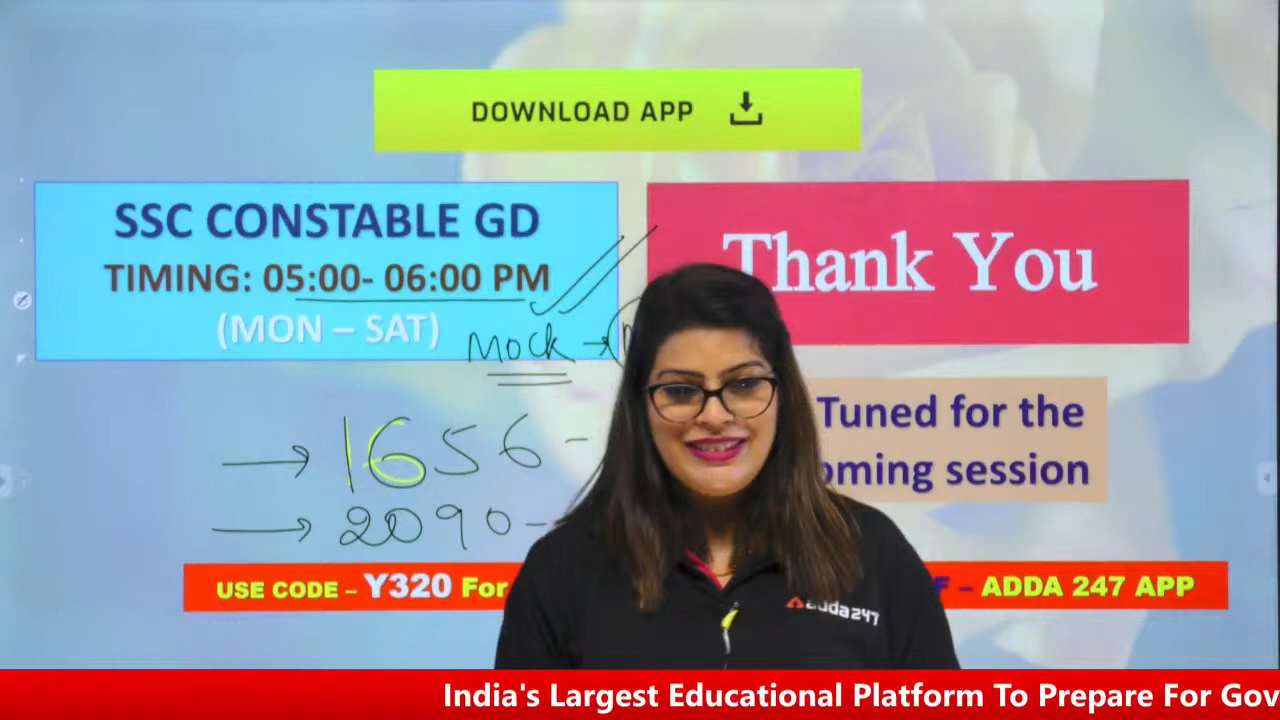 DOWNLOAD APP
SSC CONSTABLE GD
TIMING: 05:00- 06:00 PM
(MON – SAT)
Thank You
Mock →
→ 1656 -
→ 2090 -
Tuned for the
oming session
USE CODE – Y320 For
F – ADDA 247 APP
adda247
India's Largest Educational Platform To Prepare For Gov